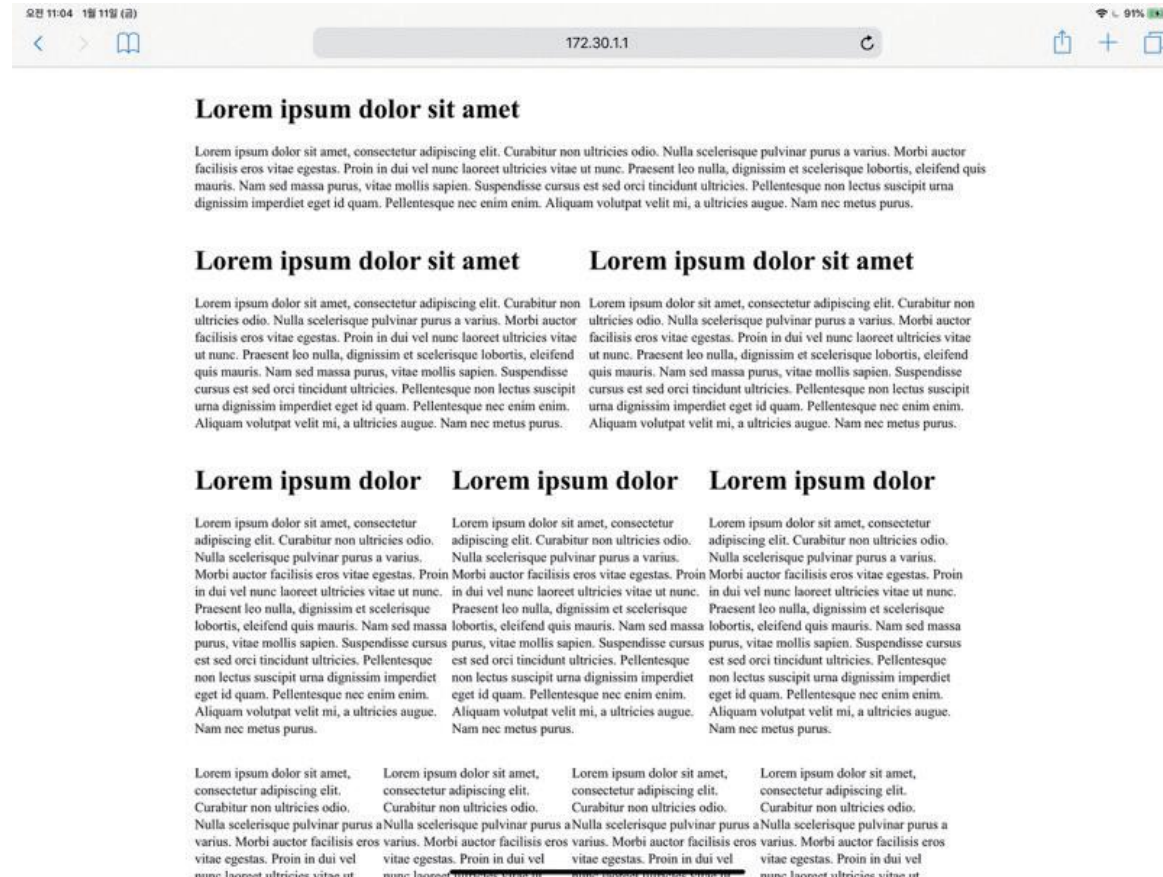 오전 11:04 1월 11일 (금)
91%
172.30.1.1
Lorem ipsum dolor sit amet
Lorem ipsum dolor sit amet, consectetur adipiscing elit. Curabitur non ultricies odio. Nulla scelerisque pulvinar purus a varius. Morbi auctor
facilisis eros vitae egestas. Proin in dui vel nunc laoreet ultricies vitae ut nunc. Praesent leo nulla, dignissim et scelerisque lobortis, eleifend quis
mauris. Nam sed massa purus, vitae mollis sapien. Suspendisse cursus est sed orci tincidunt ultricies. Pellentesque non lectus suscipit urna
dignissim imperdiet eget id quam. Pellentesque nec enim enim. Aliquam volutpat velit mi, a ultricies augue. Nam nec metus purus.
Lorem ipsum dolor sit amet
Lorem ipsum dolor sit amet, consectetur adipiscing elit. Curabitur non
ultricies odio. Nulla scelerisque pulvinar purus a varius. Morbi auctor
facilisis eros vitae egestas. Proin in dui vel nunc laoreet ultricies vitae
ut nunc. Praesent leo nulla, dignissim et scelerisque lobortis, eleifend
quis mauris. Nam sed massa purus, vitae mollis sapien. Suspendisse
cursus est sed orci tincidunt ultricies. Pellentesque non lectus suscipit
urna dignissim imperdiet eget id quam. Pellentesque nec enim enim.
Aliquam volutpat velit mi, a ultricies augue. Nam nec metus purus.
Lorem ipsum dolor sit amet
Lorem ipsum dolor sit amet, consectetur adipiscing elit. Curabitur non
ultricies odio. Nulla scelerisque pulvinar purus a varius. Morbi auctor
facilisis eros vitae egestas. Proin in dui vel nunc laoreet ultricies vitae
ut nunc. Praesent leo nulla, dignissim et scelerisque lobortis, eleifend
quis mauris. Nam sed massa purus, vitae mollis sapien. Suspendisse
cursus est sed orci tincidunt ultricies. Pellentesque non lectus suscipit
urna dignissim imperdiet eget id quam. Pellentesque nec enim enim.
Aliquam volutpat velit mi, a ultricies augue. Nam nec metus purus.
Lorem ipsum dolor
Lorem ipsum dolor sit amet, consectetur
adipiscing elit. Curabitur non ultricies odio.
Nulla scelerisque pulvinar purus a varius.
Morbi auctor facilisis eros vitae egestas. Proin
in dui vel nunc laoreet ultricies vitae ut nunc.
Praesent leo nulla, dignissim et scelerisque
lobortis, eleifend quis mauris. Nam sed massa
purus, vitae mollis sapien. Suspendisse cursus
est sed orci tincidunt ultricies. Pellentesque
non lectus suscipit urna dignissim imperdiet
eget id quam. Pellentesque nec enim enim.
Aliquam volutpat velit mi, a ultricies augue.
Nam nec metus purus.
Lorem ipsum dolor
Lorem ipsum dolor sit amet, consectetur
adipiscing elit. Curabitur non ultricies odio.
Nulla scelerisque pulvinar purus a varius.
Morbi auctor facilisis eros vitae egestas. Proin
in dui vel nunc laoreet ultricies vitae ut nunc.
Praesent leo nulla, dignissim et scelerisque
lobortis, eleifend quis mauris. Nam sed massa
purus, vitae mollis sapien. Suspendisse cursus
est sed orci tincidunt ultricies. Pellentesque
non lectus suscipit urna dignissim imperdiet
eget id quam. Pellentesque nec enim enim.
Aliquam volutpat velit mi, a ultricies augue.
Nam nec metus purus.
Lorem ipsum dolor
Lorem ipsum dolor sit amet, consectetur
adipiscing elit. Curabitur non ultricies odio.
Nulla scelerisque pulvinar purus a varius.
Morbi auctor facilisis eros vitae egestas. Proin
in dui vel nunc laoreet ultricies vitae ut nunc.
Praesent leo nulla, dignissim et scelerisque
lobortis, eleifend quis mauris. Nam sed massa
purus, vitae mollis sapien. Suspendisse cursus
est sed orci tincidunt ultricies. Pellentesque
non lectus suscipit urna dignissim imperdiet
eget id quam. Pellentesque nec enim enim.
Aliquam volutpat velit mi, a ultricies augue.
Nam nec metus purus.
Lorem ipsum dolor sit amet,
consectetur adipiscing elit.
Curabitur non ultricies odio.
Nulla scelerisque pulvinar purus a
varius. Morbi auctor facilisis eros
vitae egestas. Proin in dui vel
nunc laoreet ultricies vitae ut
Lorem ipsum dolor sit amet,
consectetur adipiscing elit.
Curabitur non ultricies odio.
Nulla scelerisque pulvinar purus a
varius. Morbi auctor facilisis eros
vitae egestas. Proin in dui vel
nunc laoreet
Lorem ipsum dolor sit amet,
consectetur adipiscing elit.
Curabitur non ultricies odio.
Nulla scelerisque pulvinar purus a
varius. Morbi auctor facilisis eros
vitae egestas. Proin in dui vel
Lorem ipsum dolor sit amet,
consectetur adipiscing elit.
Curabitur non ultricies odio.
Nulla scelerisque pulvinar purus a
varius. Morbi auctor facilisis eros
vitae egestas. Proin in dui vel
nunc laoreet ultricies vitae ut